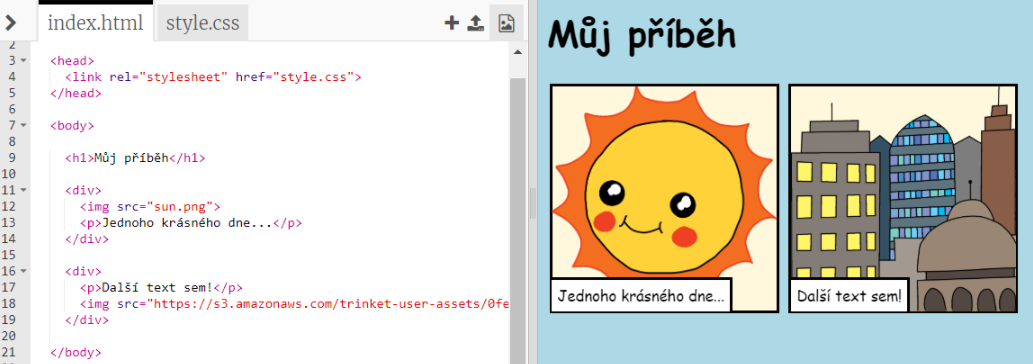 index.html
style.css
2
3 <head>
4 <link rel="stylesheet" href="style.css">
5 </head>
6
7 <body>
8
9 <h1>Můj příběh</h1>
10
11 <div>
12 <img src="sun.png">
13 <p>Jednoho krásného dne...</p>
14 </div>
15
16 <div>
17 <p>Další text sem!</p>
18 <img src="https://s3.amazonaws.com/trinket-user-assets/0fe
19 </div>
20
21 </body>
Můj příběh
Jednoho krásného dne...
Další text sem!